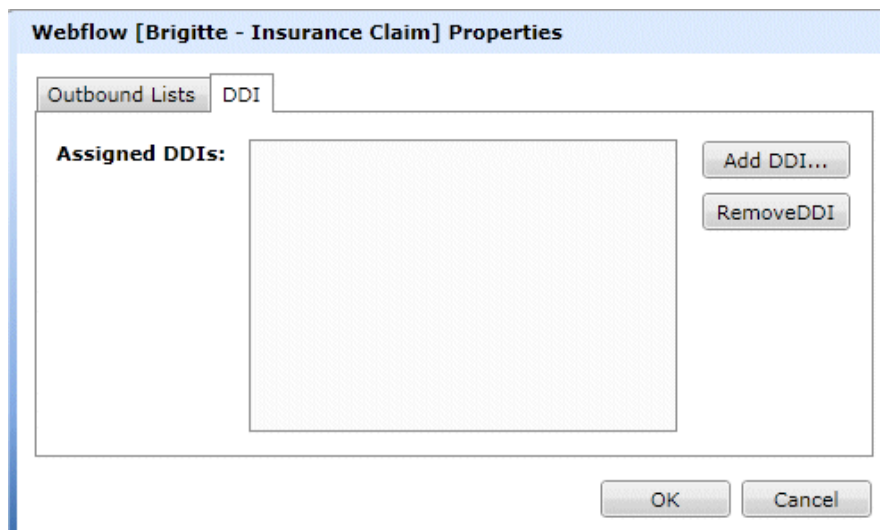 Webflow [Brigitte - Insurance Claim] Properties
Outbound Lists DDI
Assigned DDIs:
Add DDI...
RemoveDDI
OK Cancel